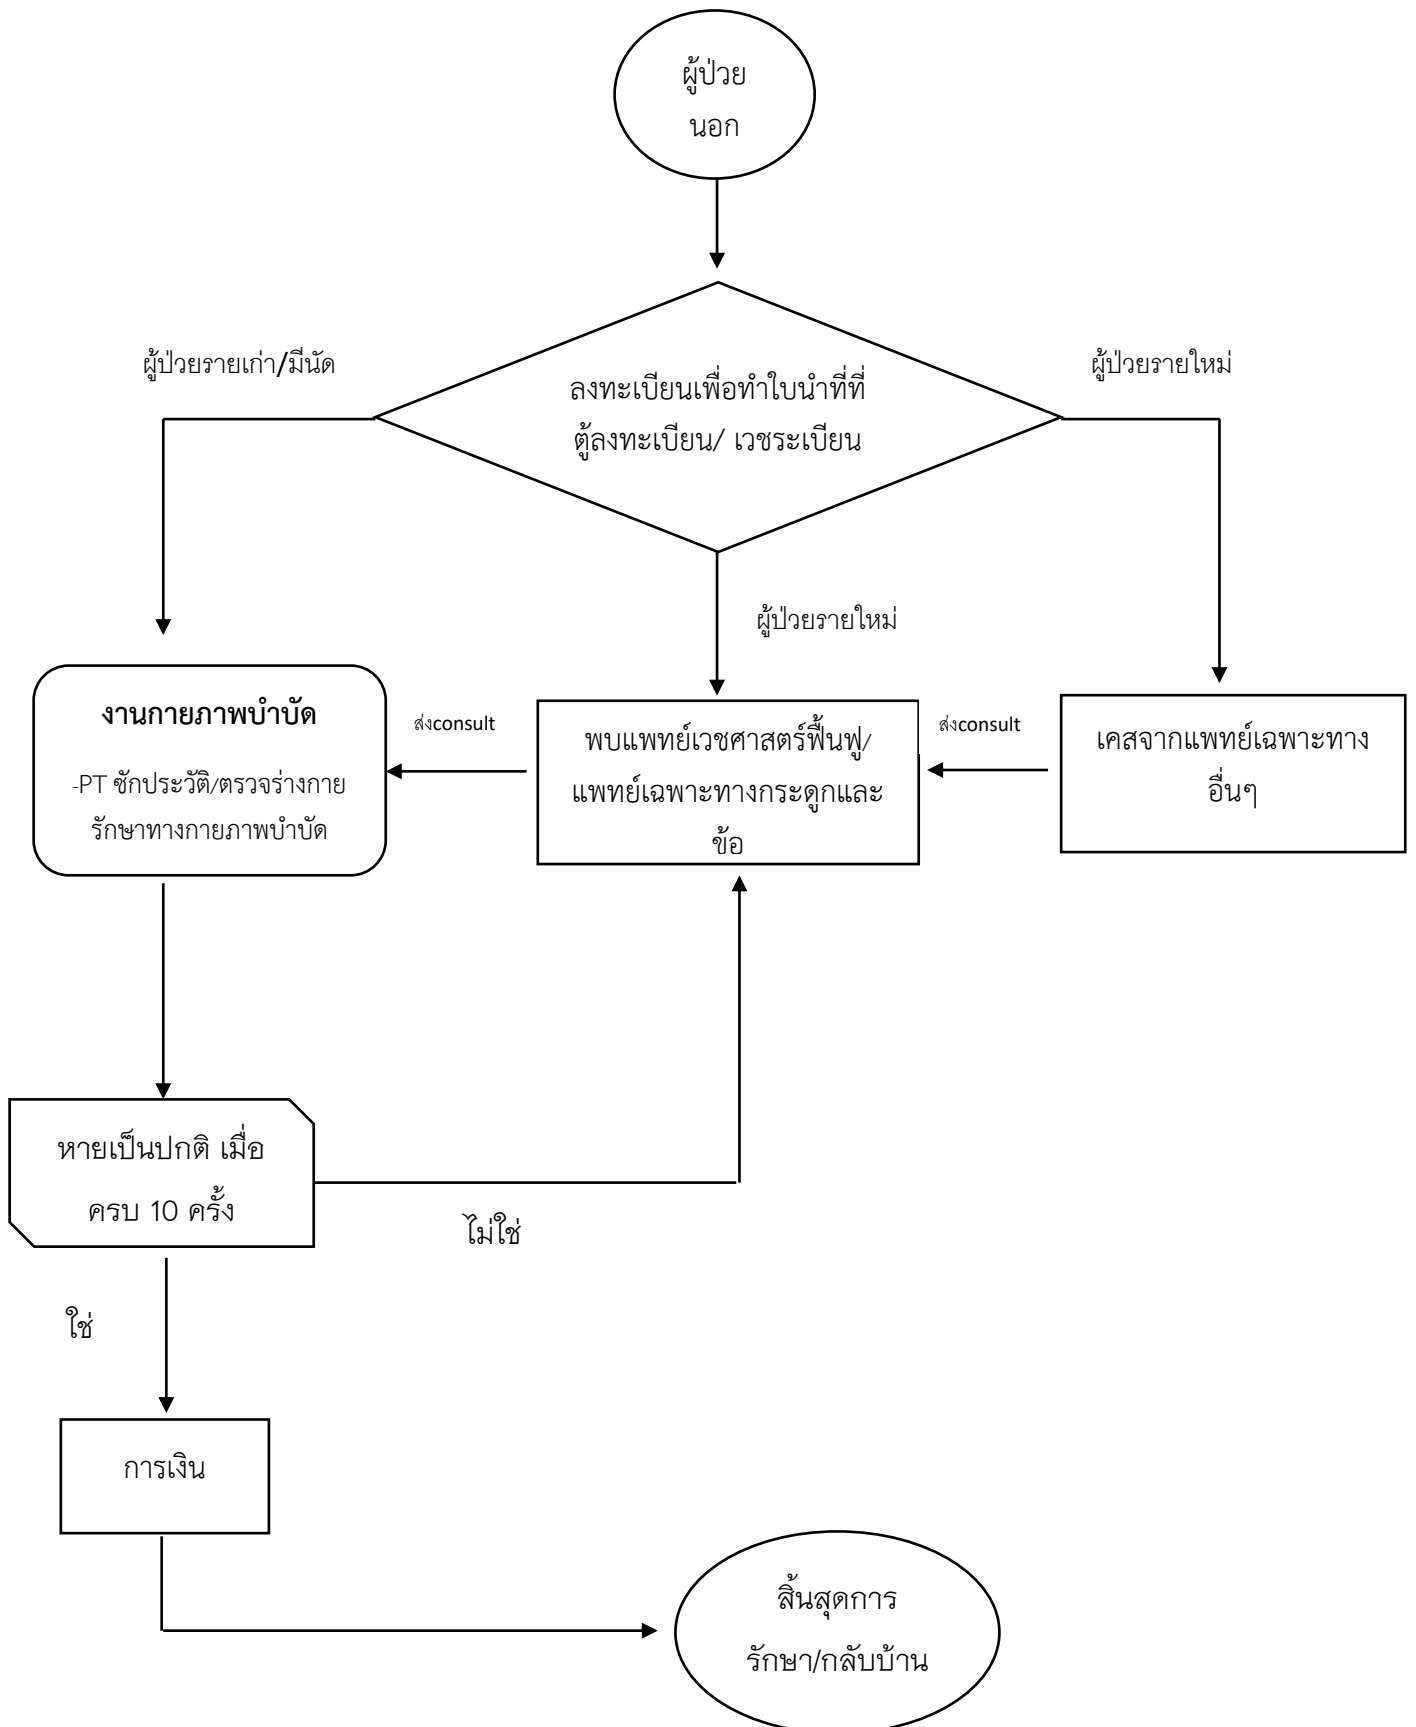 ผู้ป่วย
นอก
ผู้ป่วยรายเก่า/มีนัด
ผู้ป่วยรายใหม่
ลงทะเบียนเพื่อทำใบนำที่ที่
ตู้ลงทะเบียน/ เวชระเบียน
ผู้ป่วยรายใหม่
งานกายภาพบำบัด
-PT ซักประวัติ/ตรวจร่างกาย
รักษาทางกายภาพบำบัด
ส่งconsult
พบแพทย์เวชศาสตร์ฟื้นฟู/
แพทย์เฉพาะทางกระดูกและ
ข้อ
ส่งconsult
เคสจากแพทย์เฉพาะทาง
อื่นๆ
หายเป็นปกติ เมื่อ
ครบ 10 ครั้ง
ไม่ใช่
ใช่
การเงิน
สิ้นสุดการ
รักษา/กลับบ้าน